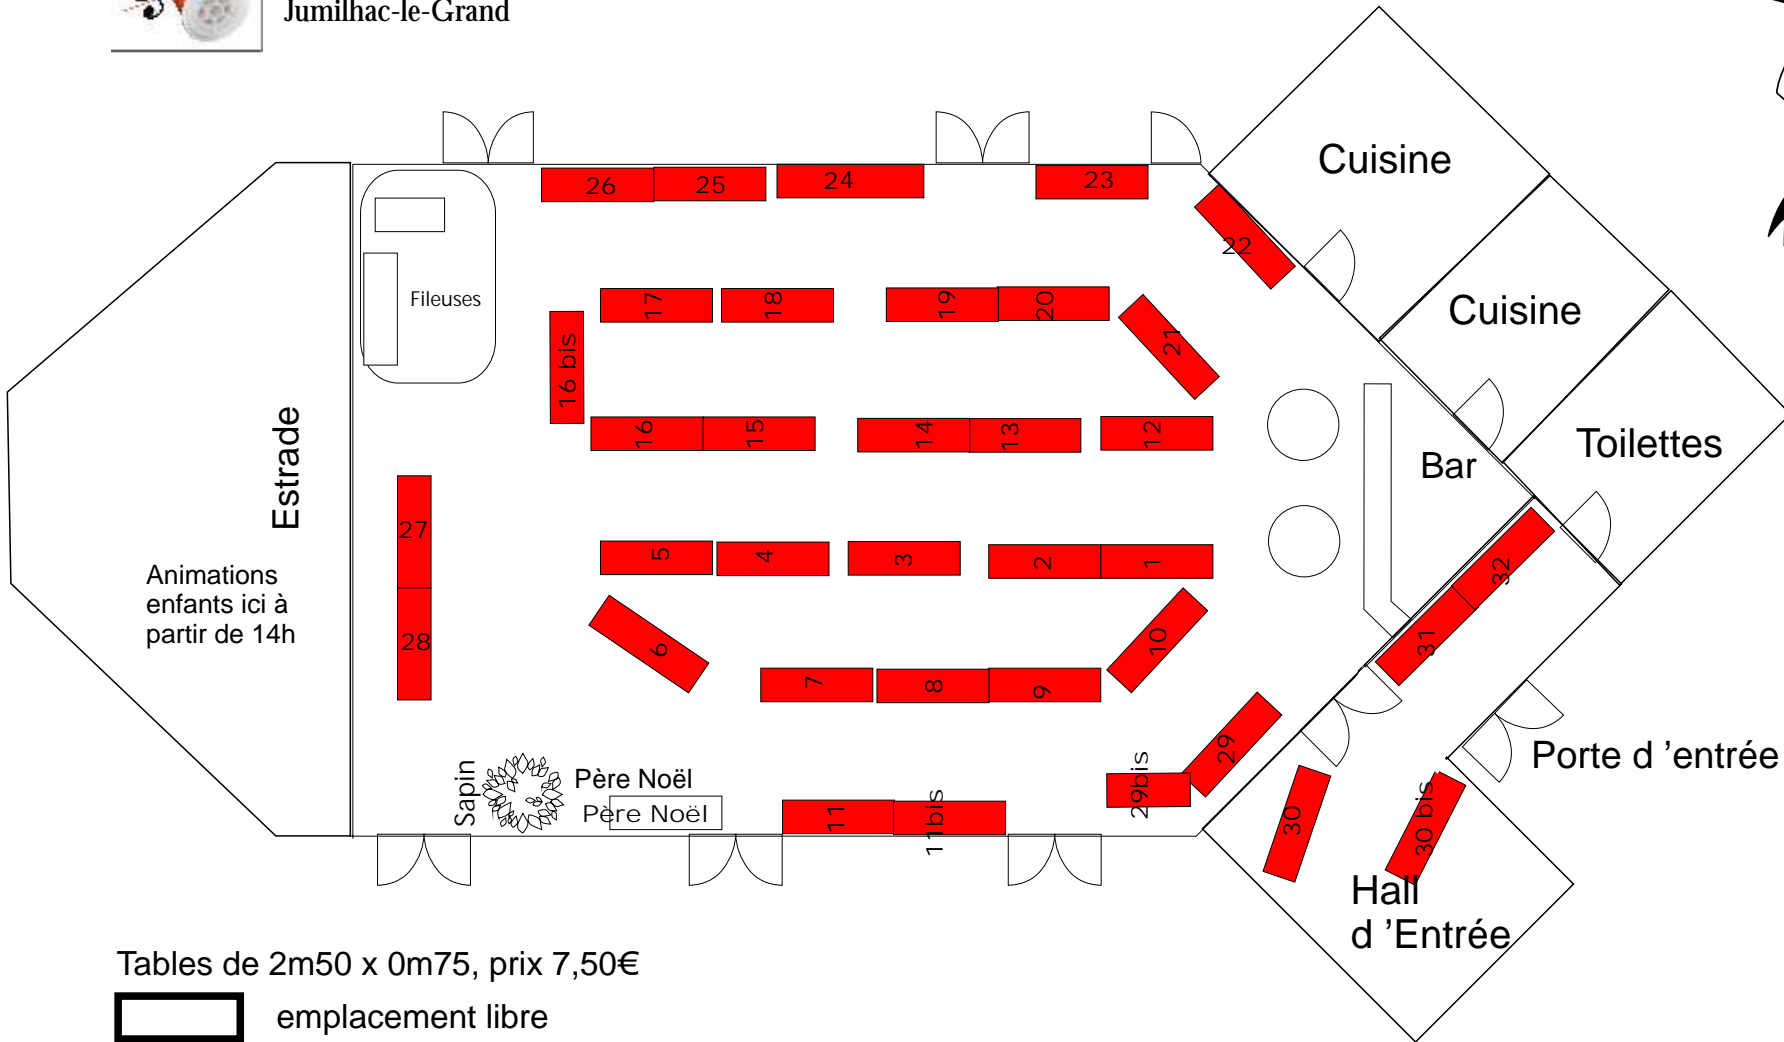 Jumilhac-le-Grand
Cuisine
26
25
24
23
22
Fileuses
17
18
19
20
21
Cuisine
16 bis
16
15
14
13
12
Bar
Toilettes
Estrade
27
28
Animations
enfants ici à
partir de 14h
5
4
3
2
1
6
7
8
9
10
32
31
29
29bis
Porte d ’entrée
Sapin
Père Noël
Père Noël
11
11bis
30
30 bis
Hall
d ’Entrée
Tables de 2m50 x 0m75, prix 7,50€
emplacement libre